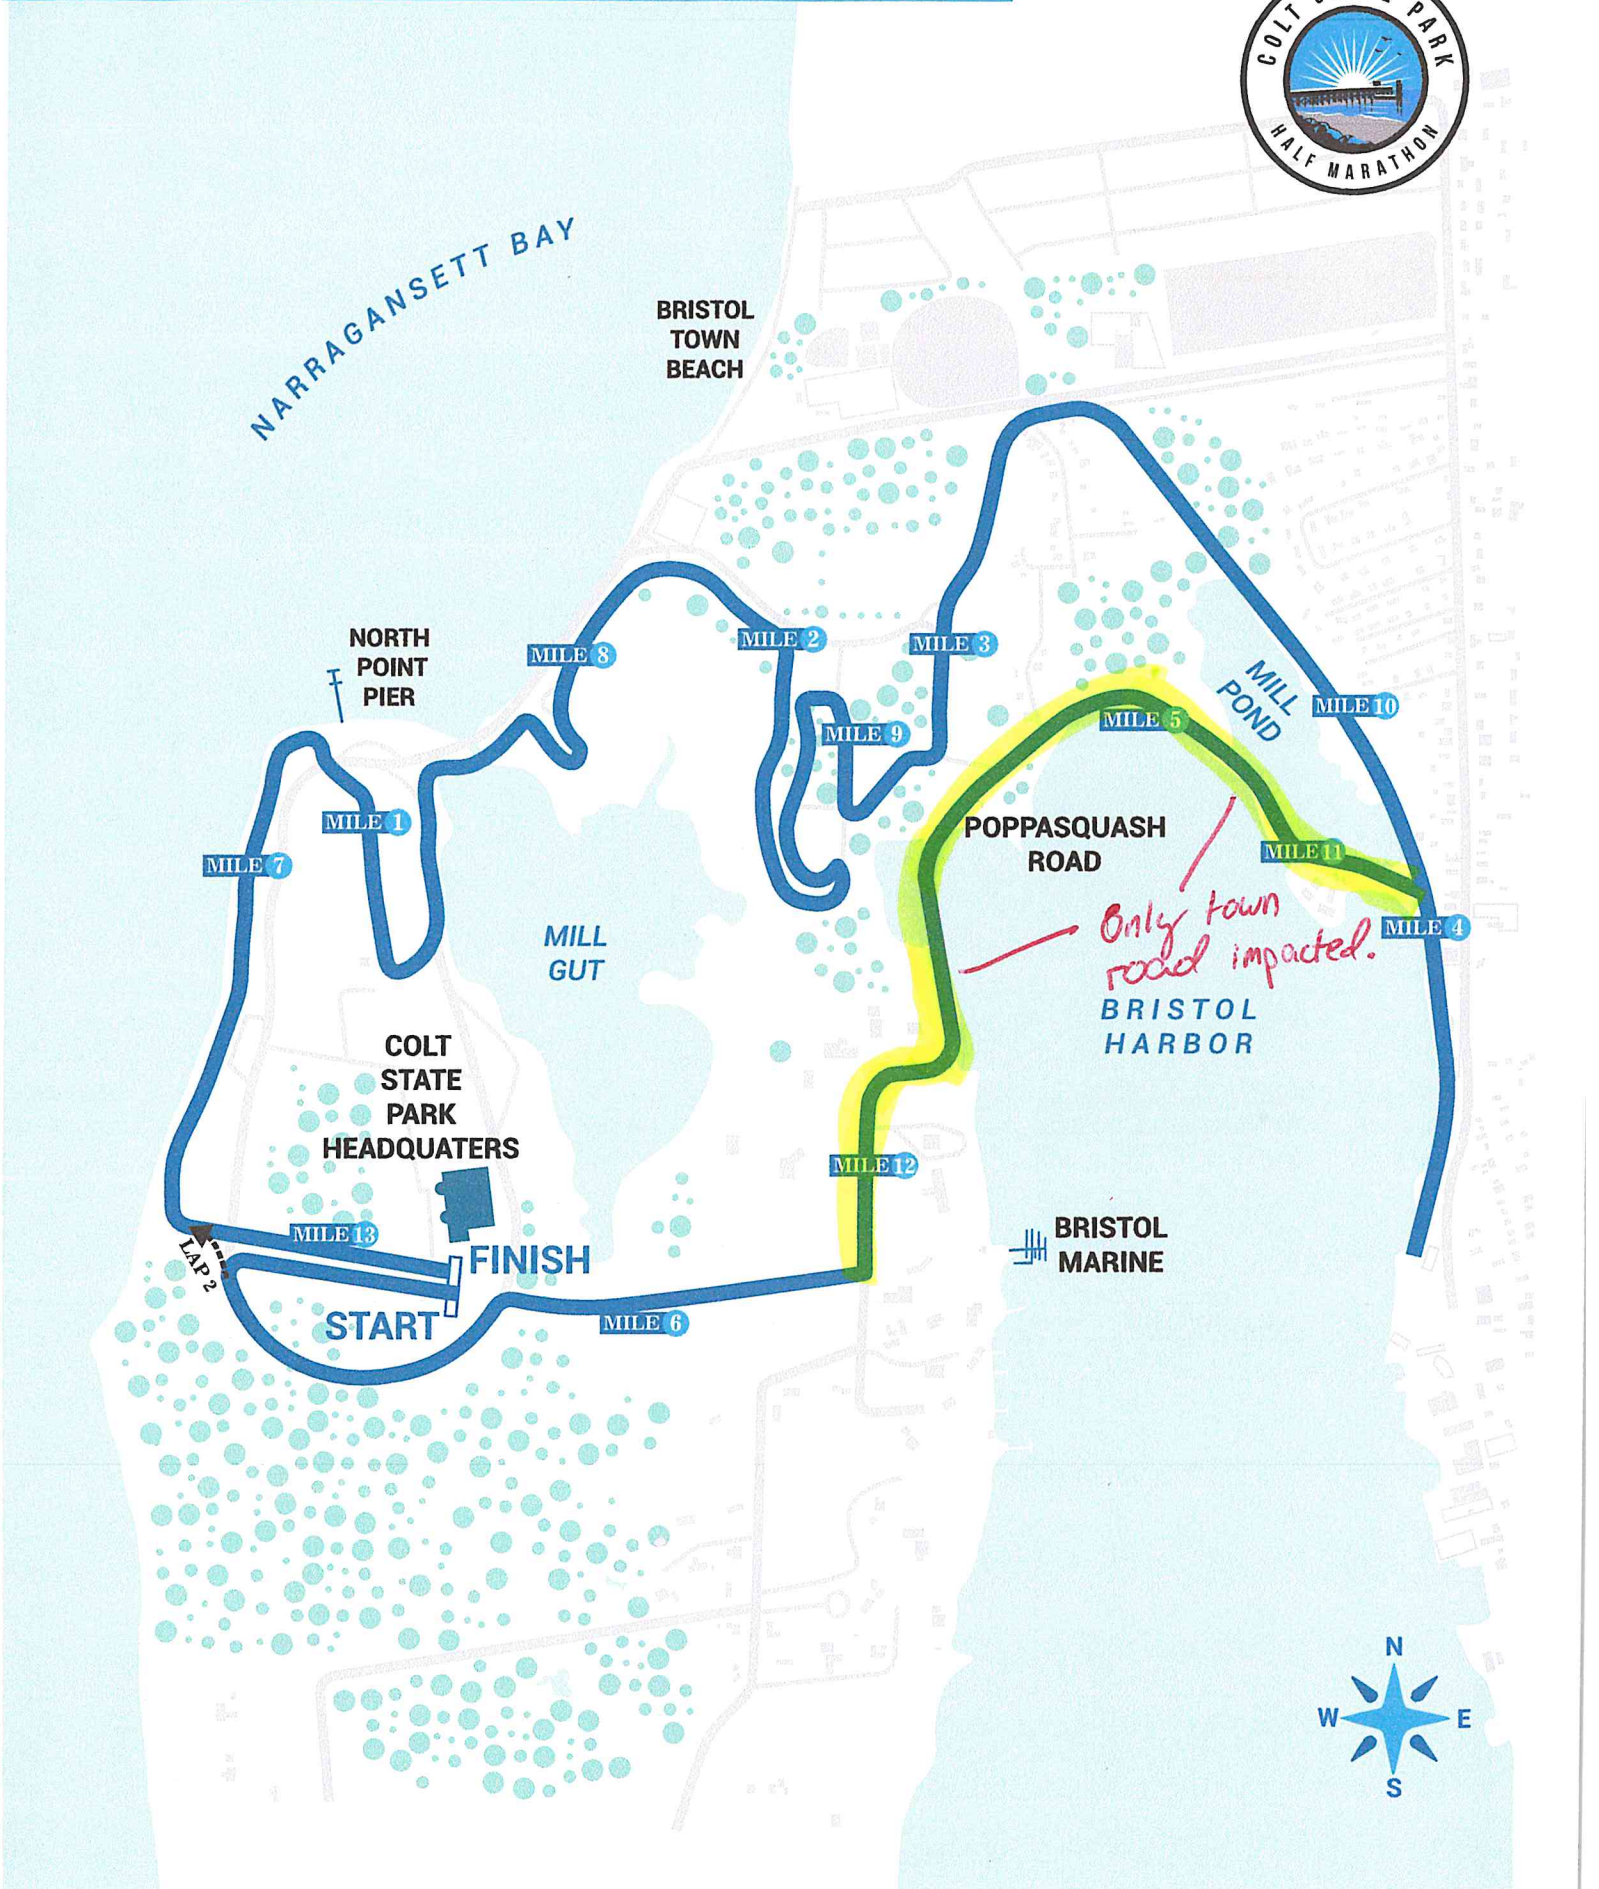 COLT
PARK
HALF MARATHON
NARRAGANSETT BAY
BRISTOL
TOWN
BEACH
NORTH
POINT
PIER
MILE 8
MILE 2
MILE 3
MILE 10
MILL
POND
MILE 5
MILE 9
MILE 1
MILE 7
POPPASQUASH
ROAD
MILE 11
MILE 4
Only town
road impacted.
MILL
GUT
BRISTOL
HARBOR
COLT
STATE
PARK
HEADQUATERS
MILE 12
MILE 13
LAP 2
FINISH
START
MILE 6
BRISTOL
MARINE
N
W
E
S